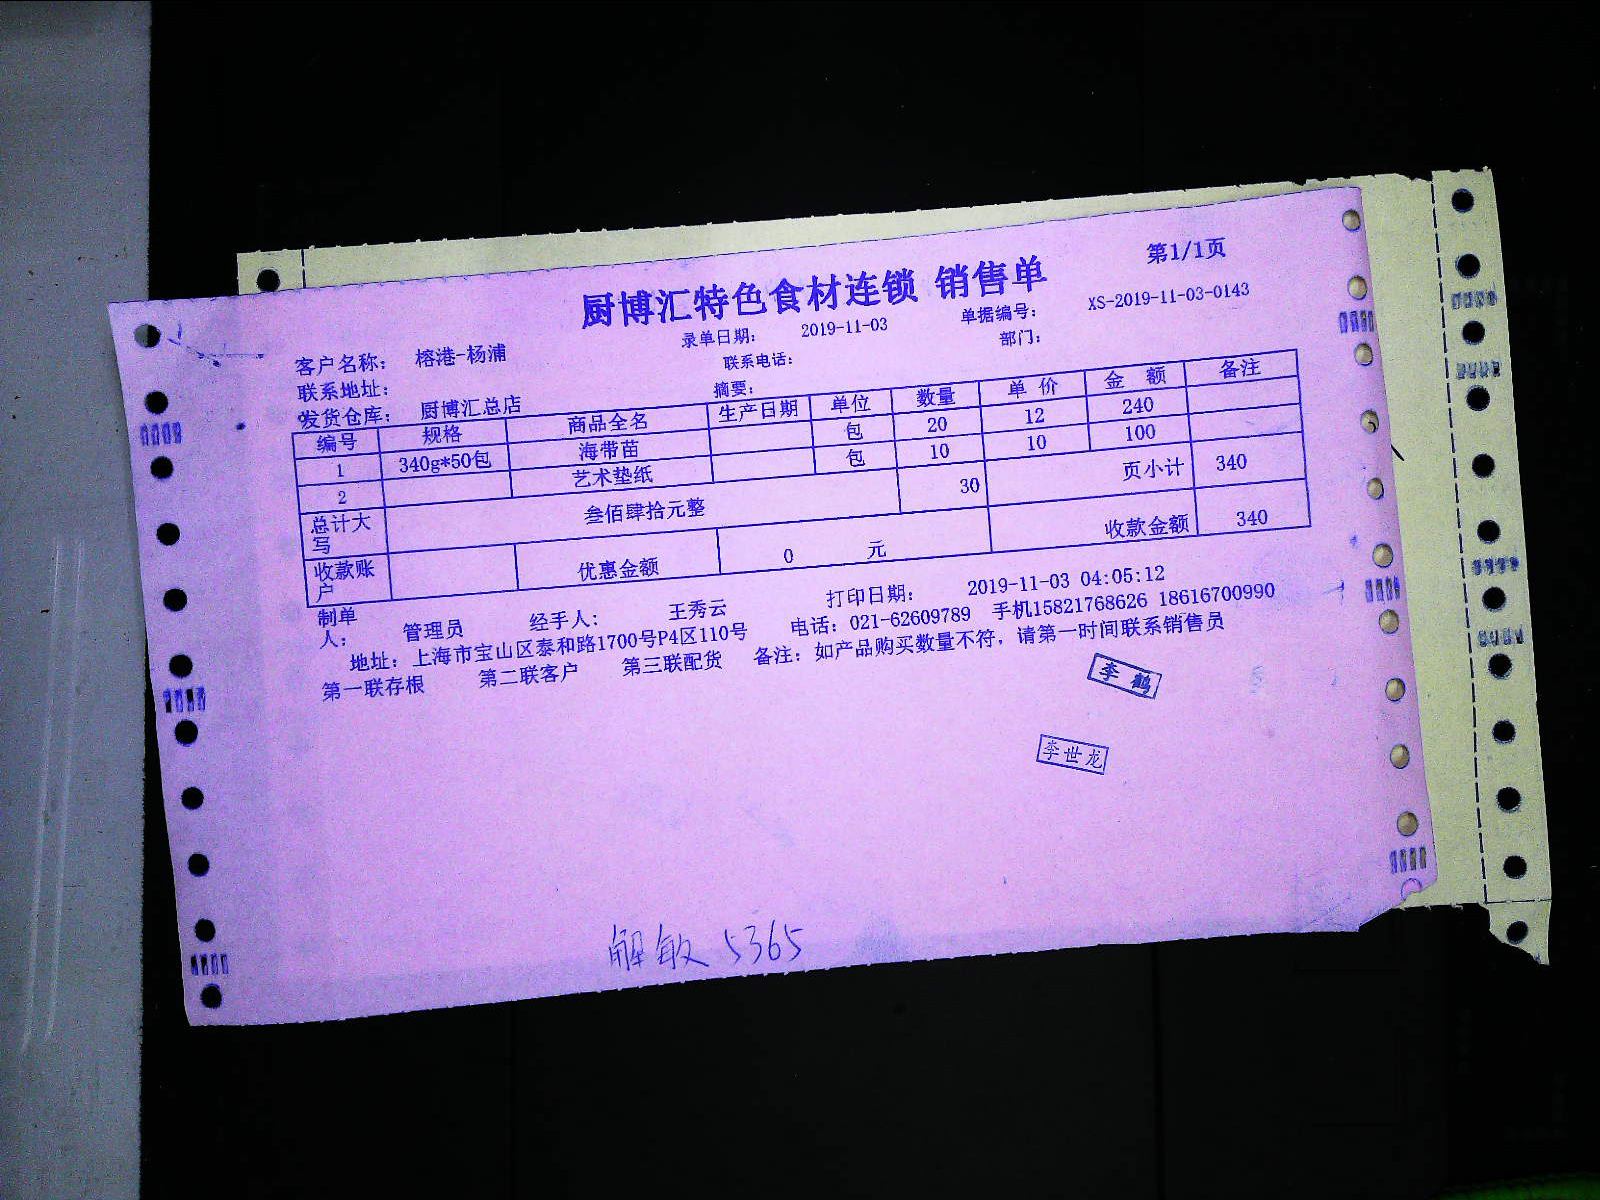 第1/1页
厨博汇特色食材连锁 销售单
录单日期： 2019-11-03 单据编号： XS-2019-11-03-0143
客户名称： 榕港-杨浦 联系电话： 部门：
联系地址： 摘要：
发货仓库： 厨博汇总店
编号 规格 商品全名 生产日期 单位 数量 单 价 金 额 备注
1 340g*50包 海带苗 包 20 12 240
2 艺术垫纸 包 10 10 100
总计大写 叁佰肆拾元整 30 页小计 340
收款账户 优惠金额 0 元 收款金额 340
制单人： 管理员 经手人： 王秀云 打印日期： 2019-11-03 04:05:12
地址：上海市宝山区泰和路1700号P4区110号 电话：021-62609789 手机15821768626 18616700990
第一联存根 第二联客户 第三联配货 备注：如产品购买数量不符，请第一时间联系销售员
李 鹤
李世龙
解敏 5365